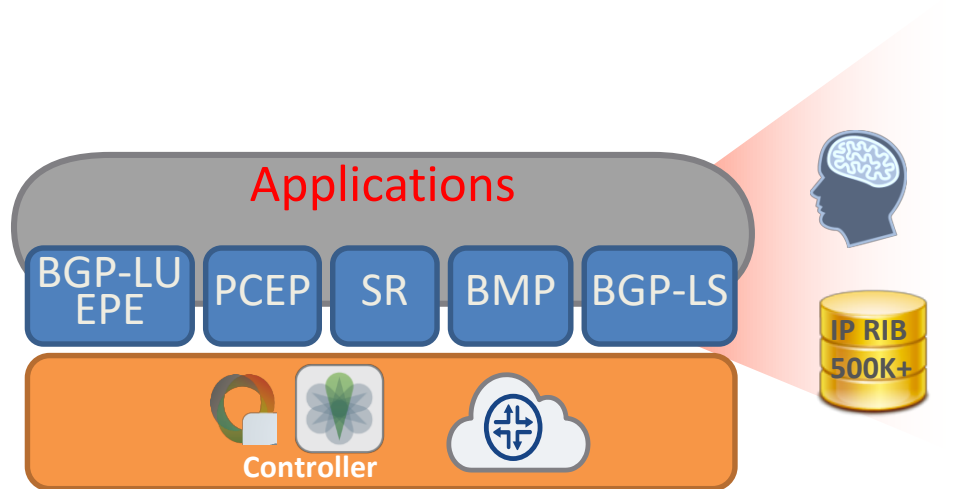 Applications
BGP-LU
EPE
PCEP
SR
BMP
BGP-LS
IP RIB
500K+
Controller